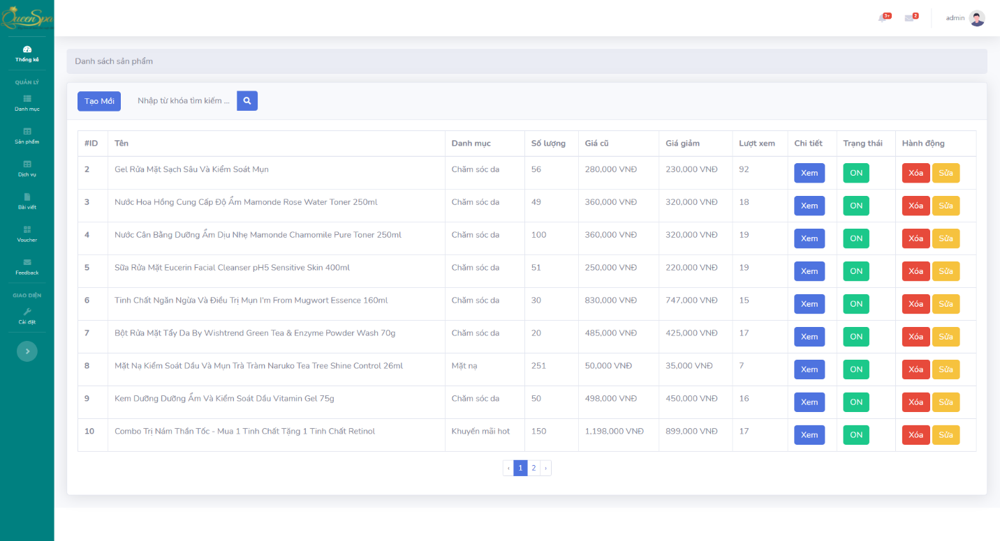 QueenSpa
3+
2
admin
Thống kê
QUẢN LÝ
Danh mục
Sản phẩm
Dịch vụ
Bài viết
Voucher
Feedback
GIAO DIỆN
Cài đặt
Danh sách sản phẩm
Tạo Mới Nhập từ khóa tìm kiếm ...
#ID Tên Danh mục Số lượng Giá cũ Giá giảm Lượt xem Chi tiết Trạng thái Hành động
2 Gel Rửa Mặt Sạch Sâu Và Kiểm Soát Mụn Chăm sóc da 56 280,000 VNĐ 230,000 VNĐ 92 Xem ON Xóa Sửa
3 Nước Hoa Hồng Cung Cấp Độ Ẩm Mamonde Rose Water Toner 250ml Chăm sóc da 49 360,000 VNĐ 320,000 VNĐ 18 Xem ON Xóa Sửa
4 Nước Cân Bằng Dưỡng Ẩm Dịu Nhẹ Mamonde Chamomile Pure Toner 250ml Chăm sóc da 100 360,000 VNĐ 320,000 VNĐ 19 Xem ON Xóa Sửa
5 Sữa Rửa Mặt Eucerin Facial Cleanser pH5 Sensitive Skin 400ml Chăm sóc da 51 250,000 VNĐ 220,000 VNĐ 19 Xem ON Xóa Sửa
6 Tinh Chất Ngăn Ngừa Và Điều Trị Mụn I'm From Mugwort Essence 160ml Chăm sóc da 30 830,000 VNĐ 747,000 VNĐ 15 Xem ON Xóa Sửa
7 Bột Rửa Mặt Tẩy Da By Wishtrend Green Tea & Enzyme Powder Wash 70g Chăm sóc da 20 485,000 VNĐ 425,000 VNĐ 17 Xem ON Xóa Sửa
8 Mặt Nạ Kiểm Soát Dầu Và Mụn Trà Tràm Naruko Tea Tree Shine Control 26ml Mặt nạ 251 50,000 VNĐ 35,000 VNĐ 7 Xem ON Xóa Sửa
9 Kem Dưỡng Dưỡng Ẩm Và Kiểm Soát Dầu Vitamin Gel 75g Chăm sóc da 50 498,000 VNĐ 450,000 VNĐ 16 Xem ON Xóa Sửa
10 Combo Trị Nám Thần Tốc - Mua 1 Tinh Chất Tặng 1 Tinh Chất Retinol Khuyến mãi hot 150 1,198,000 VNĐ 899,000 VNĐ 17 Xem ON Xóa Sửa
‹ 1 2 ›